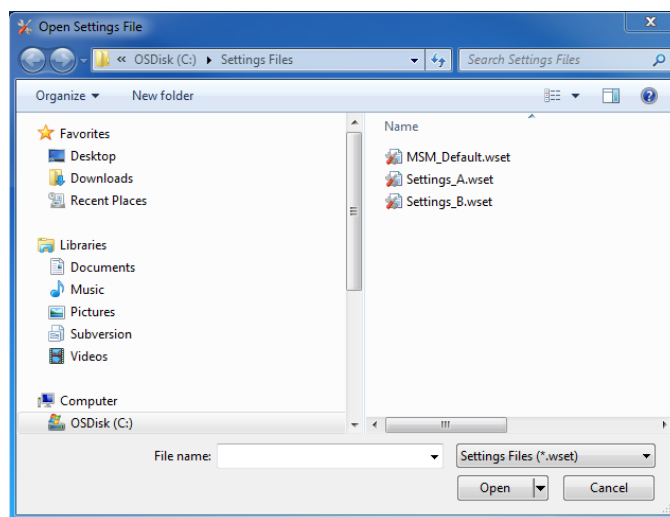 Open Settings File
« OSDisk (C:) ▸ Settings Files
Search Settings Files
Organize
New folder
Favorites
Desktop
Downloads
Recent Places
Libraries
Documents
Music
Pictures
Subversion
Videos
Computer
OSDisk (C:)
Name
MSM_Default.wset
Settings_A.wset
Settings_B.wset
File name:
Settings Files (*.wset)
Open
Cancel